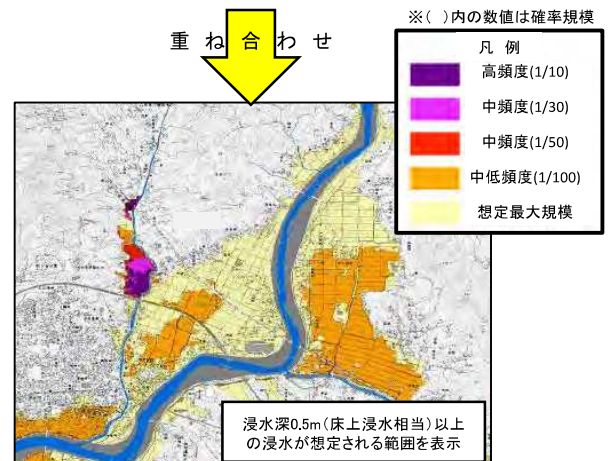 ※( )内の数値は確率規模
重 ね 合 わ せ
凡 例
高頻度(1/10)
中頻度(1/30)
中頻度(1/50)
中低頻度(1/100)
想定最大規模
浸水深0.5m(床上浸水相当)以上
の浸水が想定される範囲を表示